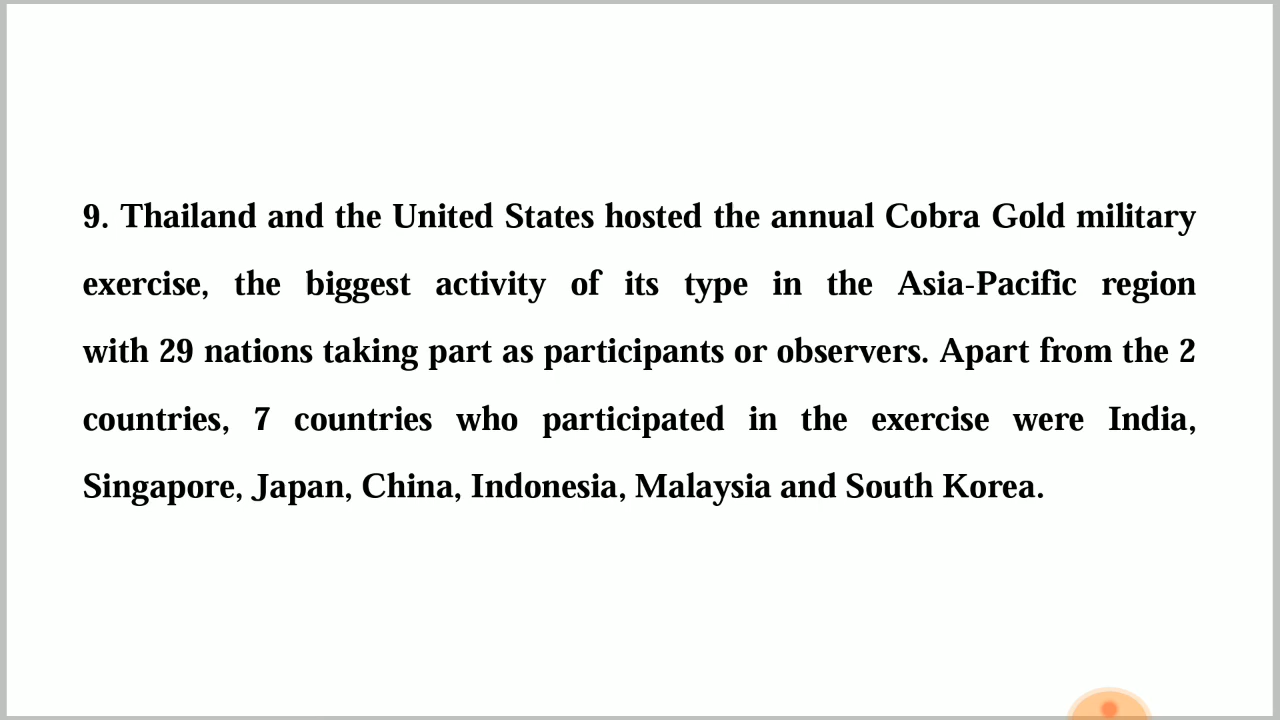 9. Thailand and the United States hosted the annual Cobra Gold military
exercise, the biggest activity of its type in the Asia-Pacific region
with 29 nations taking part as participants or observers. Apart from the 2
countries, 7 countries who participated in the exercise were India,
Singapore, Japan, China, Indonesia, Malaysia and South Korea.